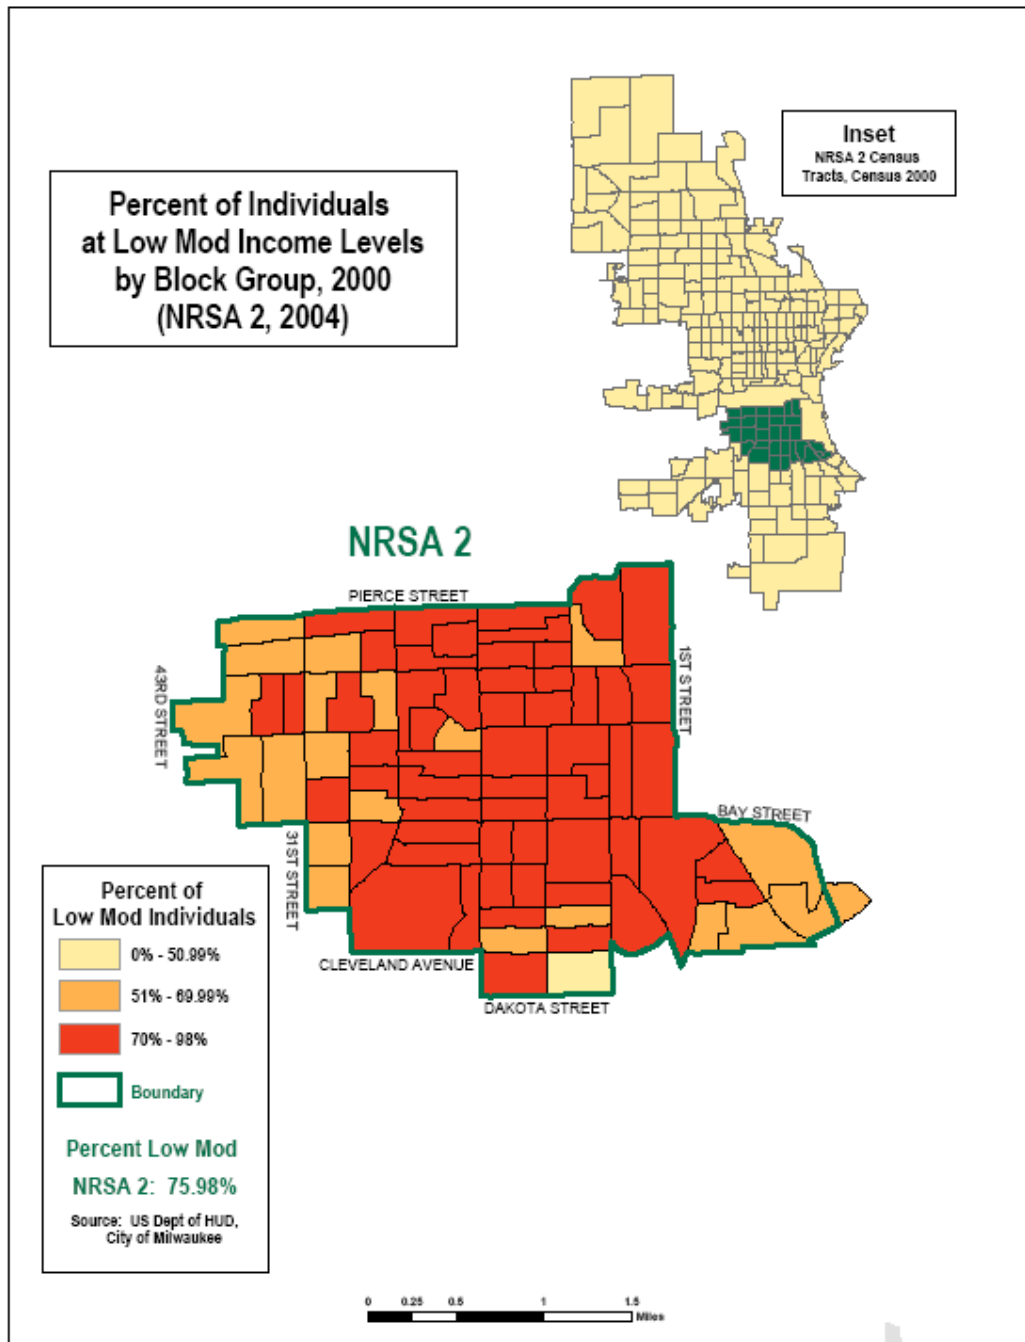 Inset
NRSA 2 Census
Tracts, Census 2000
Percent of Individuals
at Low Mod Income Levels
by Block Group, 2000
(NRSA 2, 2004)
NRSA 2
PIERCE STREET
43RD STREET
1ST STREET
BAY STREET
31ST STREET
CLEVELAND AVENUE
DAKOTA STREET
Percent of
Low Mod Individuals
0% - 50.99%
51% - 69.99%
70% - 98%
Boundary
Percent Low Mod
NRSA 2: 75.98%
Source: US Dept of HUD,
City of Milwaukee
0 0.25 0.5 1 1.5
Miles